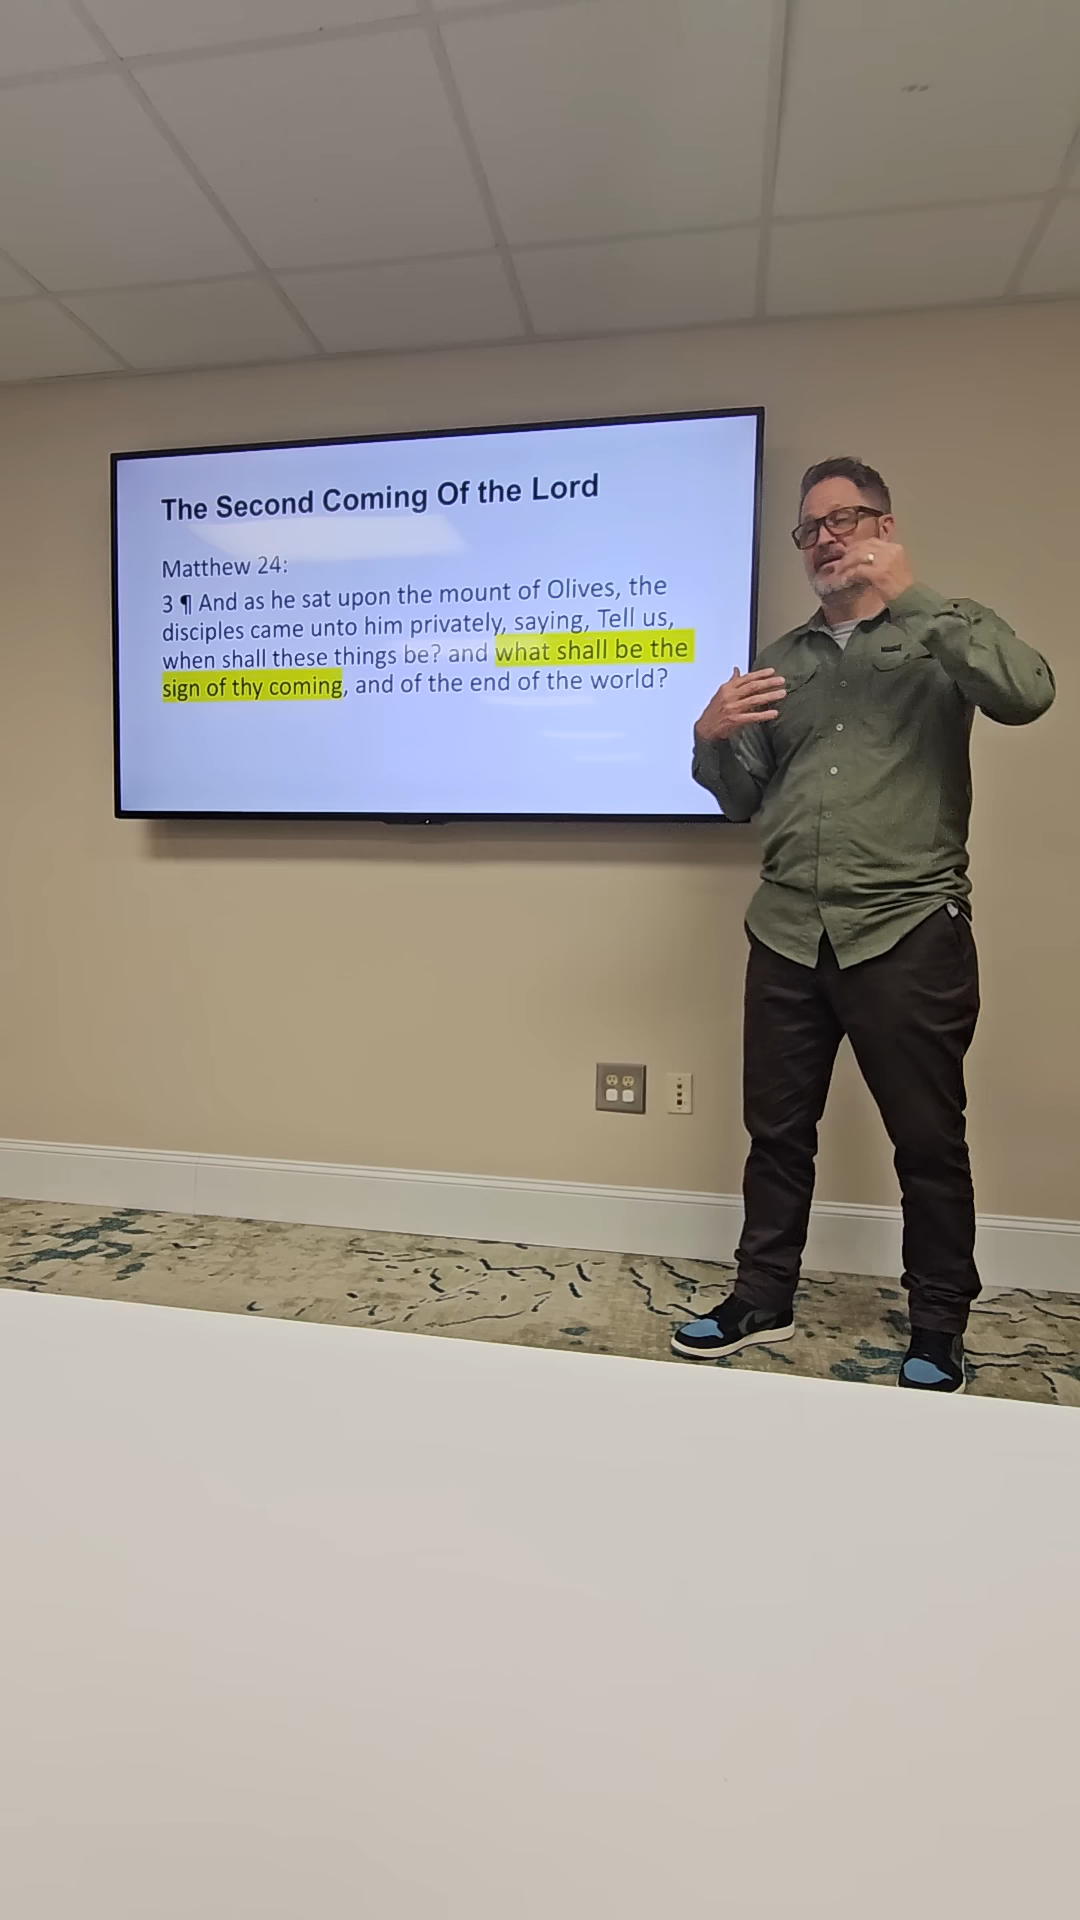 The Second Coming Of the Lord
Matthew 24:
3 ¶ And as he sat upon the mount of Olives, the
disciples came unto him privately, saying, Tell us,
when shall these things be? and what shall be the
sign of thy coming, and of the end of the world?